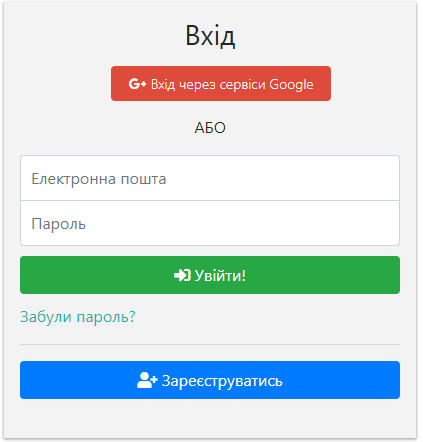 Вхід
G+ Вхід через сервіси Google
АБО
Електронна пошта
Пароль
Увійти!
Забули пароль?
Зареєструватись